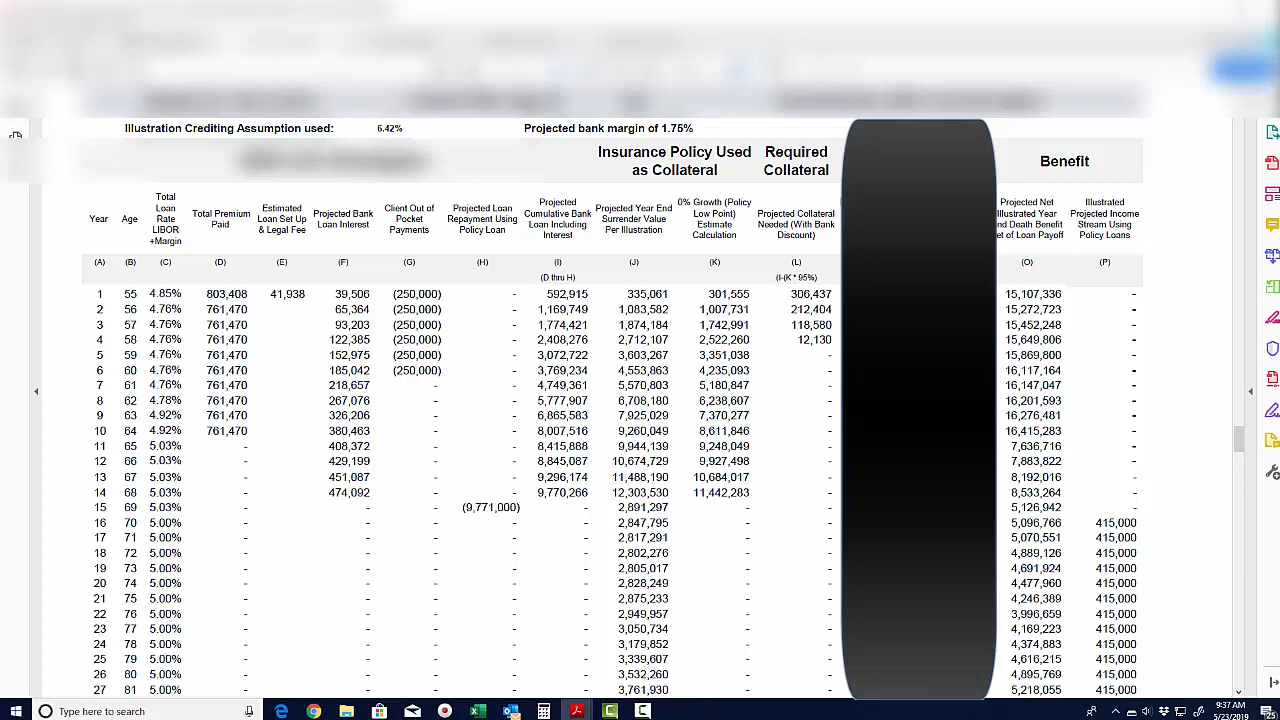 Illustration Crediting Assumption used: 6.42% Projected bank margin of 1.75%
Insurance Policy Used as Collateral Required Collateral Benefit
Year Age Total Loan Rate LIBOR +Margin Total Premium Paid Estimated Loan Set Up & Legal Fee Projected Bank Loan Interest Client Out of Pocket Payments Projected Loan Repayment Using Policy Loan Projected Cumulative Bank Loan Including Interest Projected Year End Surrender Value Per Illustration 0% Growth (Policy Low Point) Estimate Calculation Projected Collateral Needed (With Bank Discount) Projected Net Illustrated Year nd Death Benefit et of Loan Payoff Illustrated Projected Income Stream Using Policy Loans
(A) (B) (C) (D) (E) (F) (G) (H) (I) (J) (K) (L) (O) (P)
(D thru H) (I-(K * 95%)
1 55 4.85% 803,408 41,938 39,506 (250,000) - 592,915 335,061 301,555 306,437 15,107,336 -
2 56 4.76% 761,470 - 65,364 (250,000) - 1,169,749 1,083,582 1,007,731 212,404 15,272,723 -
3 57 4.76% 761,470 - 93,203 (250,000) - 1,774,421 1,874,184 1,742,991 118,580 15,452,248 -
4 58 4.76% 761,470 - 122,385 (250,000) - 2,408,276 2,712,107 2,522,260 12,130 15,649,806 -
5 59 4.76% 761,470 - 152,975 (250,000) - 3,072,722 3,603,267 3,351,038 - 15,869,800 -
6 60 4.76% 761,470 - 185,042 (250,000) - 3,769,234 4,553,863 4,235,093 - 16,117,164 -
7 61 4.76% 761,470 - 218,657 - - 4,749,361 5,570,803 5,180,847 - 16,147,047 -
8 62 4.78% 761,470 - 267,076 - - 5,777,907 6,708,180 6,238,607 - 16,201,593 -
9 63 4.92% 761,470 - 326,206 - - 6,865,583 7,925,029 7,370,277 - 16,276,481 -
10 64 4.92% 761,470 - 380,463 - - 8,007,516 9,260,049 8,611,846 - 16,415,283 -
11 65 5.03% - - 408,372 - - 8,415,888 9,944,139 9,248,049 - 7,636,716 -
12 66 5.03% - - 429,199 - - 8,845,087 10,674,729 9,927,498 - 7,883,822 -
13 67 5.03% - - 451,087 - - 9,296,174 11,488,190 10,684,017 - 8,192,016 -
14 68 5.03% - - 474,092 - - 9,770,266 12,303,530 11,442,283 - 8,533,264 -
15 69 5.03% - - - - (9,771,000) - 2,891,297 - - 5,126,942 -
16 70 5.00% - - - - - - 2,847,795 - - 5,096,766 415,000
17 71 5.00% - - - - - - 2,817,291 - - 5,070,551 415,000
18 72 5.00% - - - - - - 2,802,276 - - 4,889,126 415,000
19 73 5.00% - - - - - - 2,805,017 - - 4,691,924 415,000
20 74 5.00% - - - - - - 2,828,249 - - 4,477,960 415,000
21 75 5.00% - - - - - - 2,875,233 - - 4,246,389 415,000
22 76 5.00% - - - - - - 2,949,957 - - 3,996,659 415,000
23 77 5.00% - - - - - - 3,050,734 - - 4,169,223 415,000
24 78 5.00% - - - - - - 3,179,852 - - 4,374,883 415,000
25 79 5.00% - - - - - - 3,339,607 - - 4,616,215 415,000
26 80 5.00% - - - - - - 3,532,260 - - 4,895,769 415,000
27 81 5.00% - - - - - - 3,761,930 - - 5,218,055 415,000
Type here to search
9:37 AM
5/23/2019